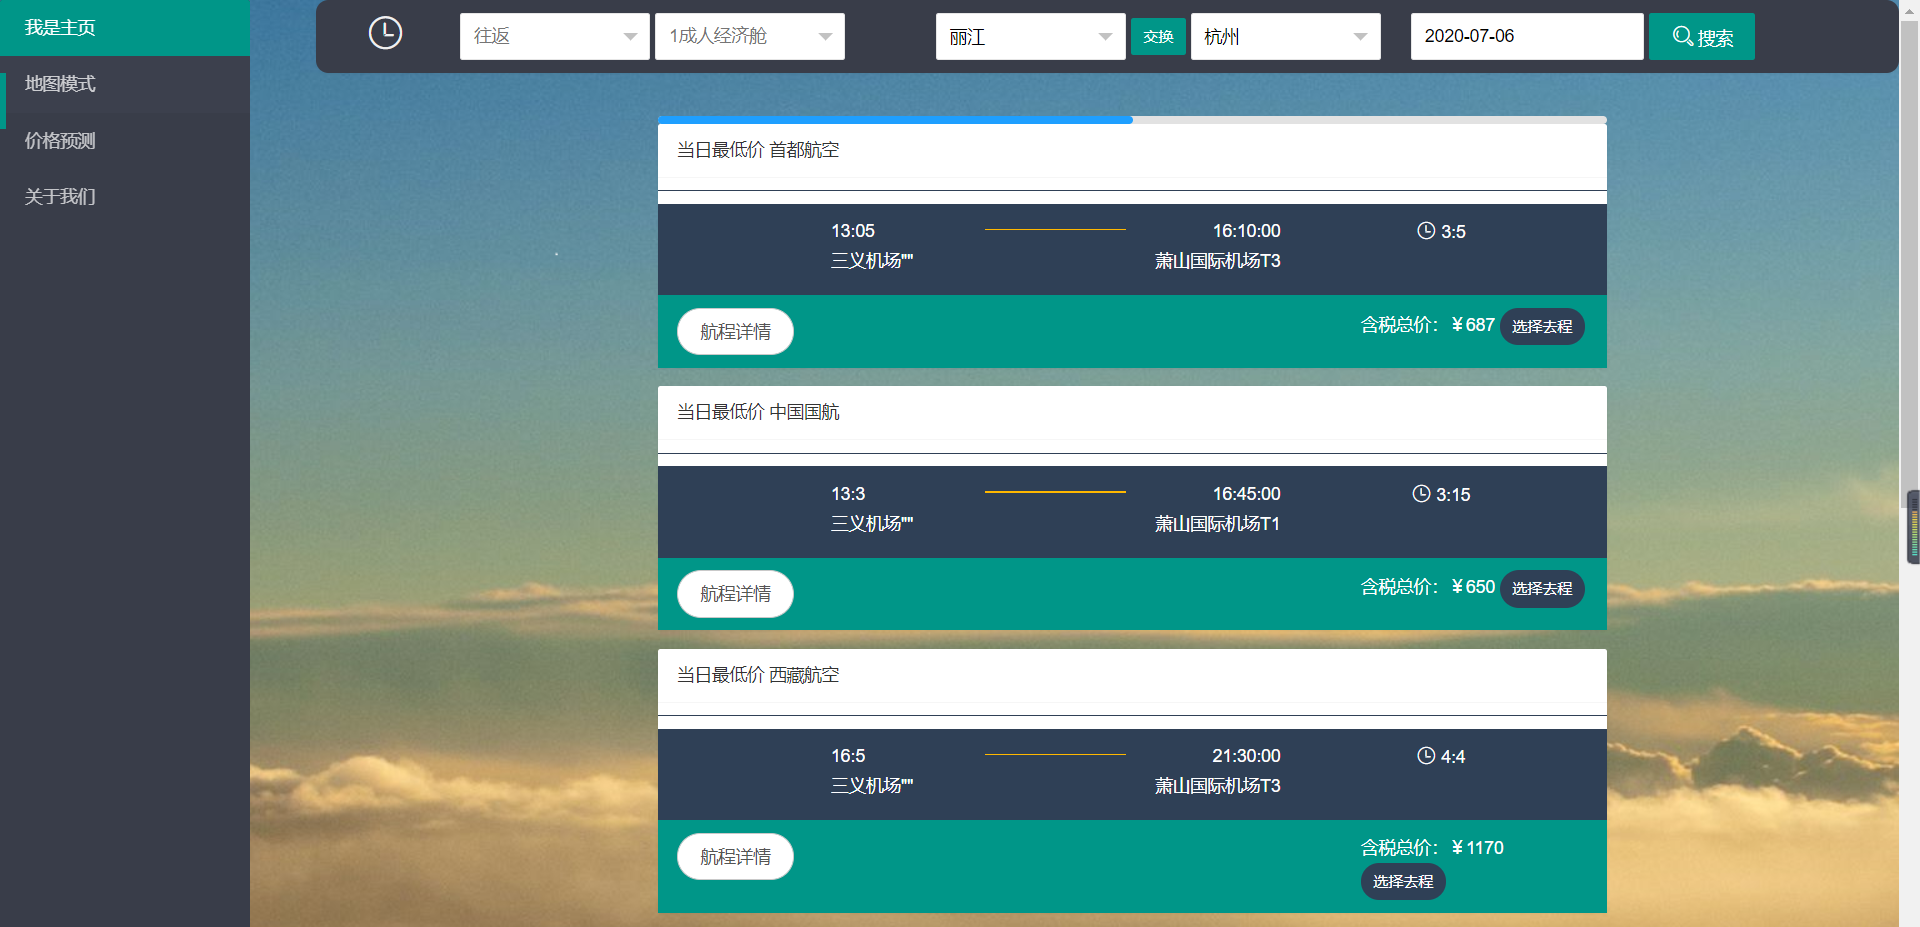 我是主页
地图模式
价格预测
关于我们
往返 1成人经济舱 丽江 交换 杭州 2020-07-06 搜索
当日最低价 首都航空
13:05 16:10:00 3:5
三义机场"" 萧山国际机场T3
航程详情 含税总价：￥687 选择去程
当日最低价 中国国航
13:3 16:45:00 3:15
三义机场"" 萧山国际机场T1
航程详情 含税总价：￥650 选择去程
当日最低价 西藏航空
16:5 21:30:00 4:4
三义机场"" 萧山国际机场T3
航程详情 含税总价：￥1170
选择去程